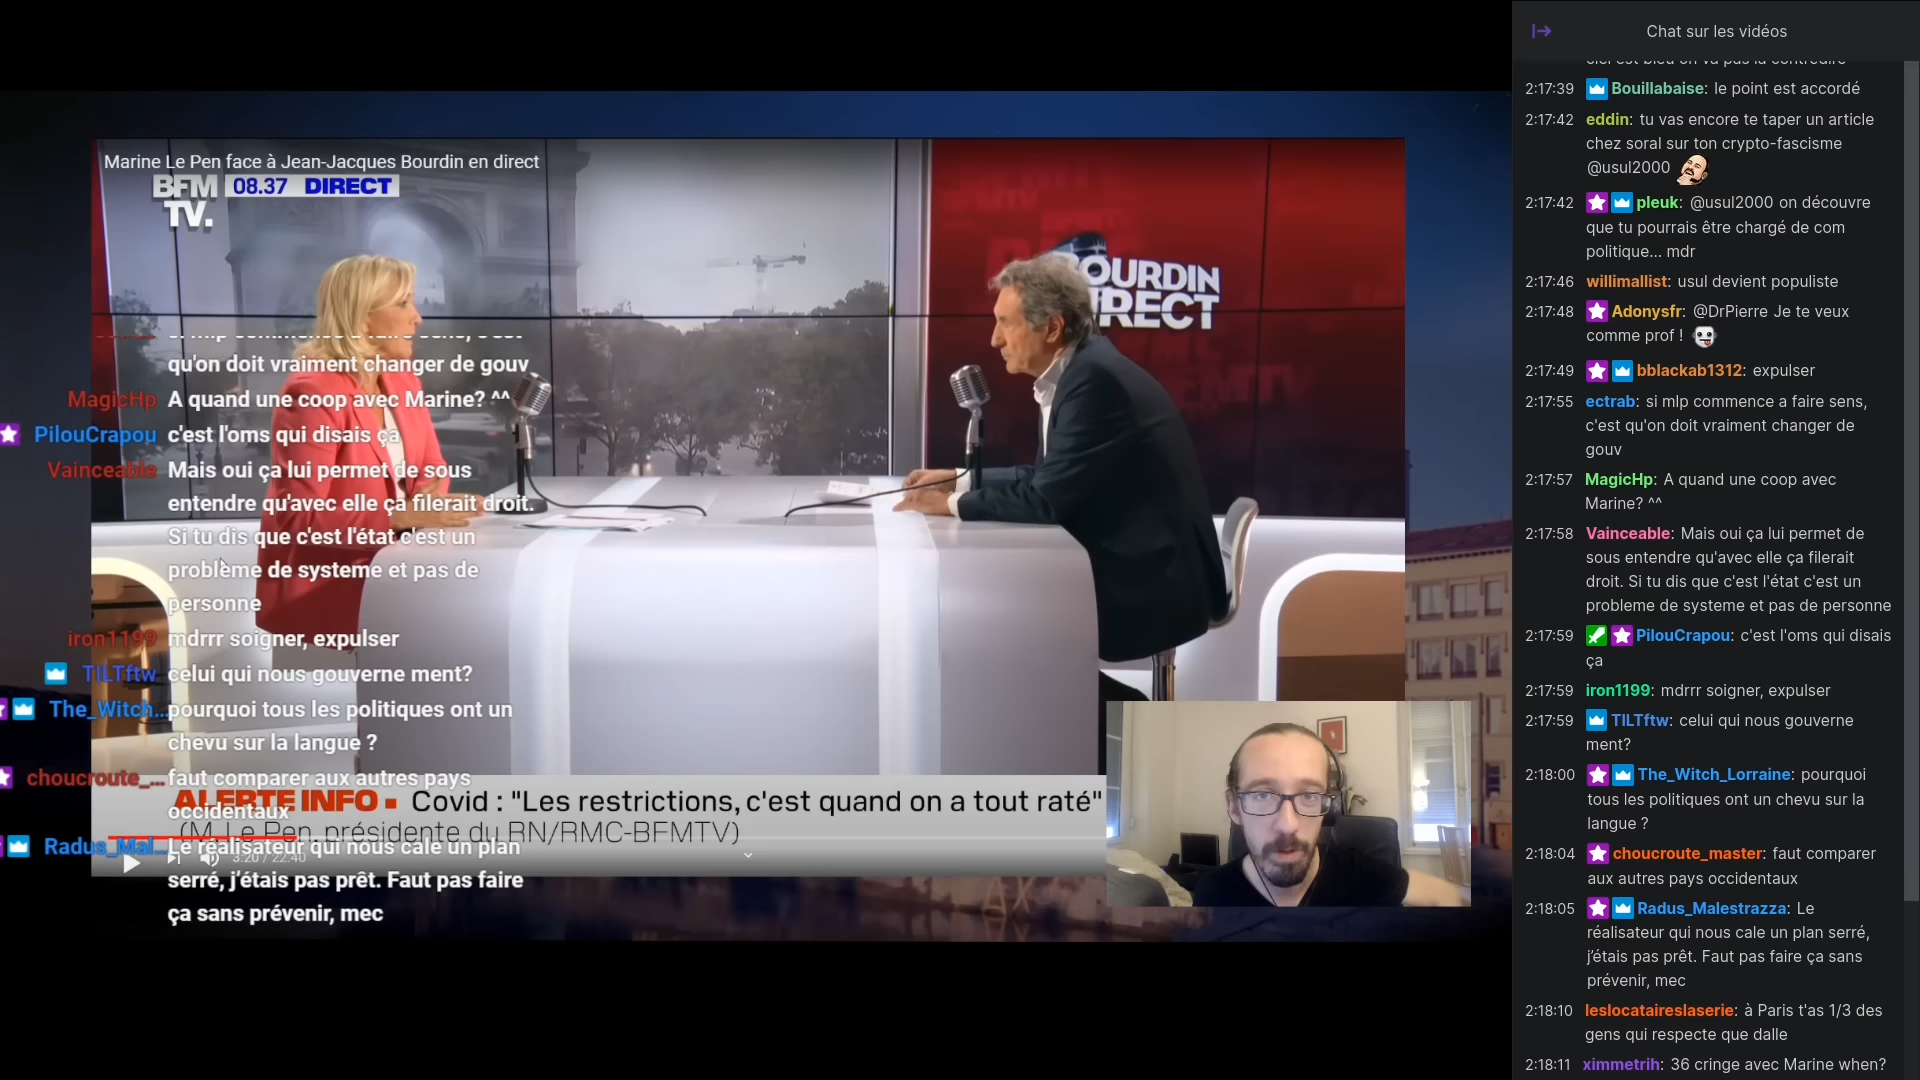 Marine Le Pen face à Jean-Jacques Bourdin en direct
BFM
TV.
08.37 DIRECT
BOURDIN
DIRECT
qu'on doit vraiment changer de gouv
MagicHp A quand une coop avec Marine? ^^
PilouCrapou c'est l'oms qui disais ça
Vainceable Mais oui ça lui permet de sous
entendre qu'avec elle ça filerait droit.
Si tu dis que c'est l'état c'est un
probleme de systeme et pas de
personne
iron1199 mdrrr soigner, expulser
TILTftw celui qui nous gouverne ment?
The_Witch... pourquoi tous les politiques ont un
chevu sur la langue ?
choucroute_... faut comparer aux autres pays
occidentaux
Radus_Mal... Le réalisateur qui nous cale un plan
serré, j'étais pas prêt. Faut pas faire
ça sans prévenir, mec
ALERTE INFO Covid : "Les restrictions, c'est quand on a tout raté"
(M. Le Pen, présidente du RN/RMC-BFMTV)
3:20 / 22:40
Chat sur les vidéos
2:17:39 Bouillabaise: le point est accordé
2:17:42 eddin: tu vas encore te taper un article
chez soral sur ton crypto-fascisme
@usul2000
2:17:42 pleuk: @usul2000 on découvre
que tu pourrais être chargé de com
politique... mdr
2:17:46 willimallist: usul devient populiste
2:17:48 Adonysfr: @DrPierre Je te veux
comme prof !
2:17:49 bblackab1312: expulser
2:17:55 ectrab: si mlp commence a faire sens,
c'est qu'on doit vraiment changer de
gouv
2:17:57 MagicHp: A quand une coop avec
Marine? ^^
2:17:58 Vainceable: Mais oui ça lui permet de
sous entendre qu'avec elle ça filerait
droit. Si tu dis que c'est l'état c'est un
probleme de systeme et pas de personne
2:17:59 PilouCrapou: c'est l'oms qui disais
ça
2:17:59 iron1199: mdrrr soigner, expulser
2:17:59 TILTftw: celui qui nous gouverne
ment?
2:18:00 The_Witch_Lorraine: pourquoi
tous les politiques ont un chevu sur la
langue ?
2:18:04 choucroute_master: faut comparer
aux autres pays occidentaux
2:18:05 Radus_Malestrazza: Le
réalisateur qui nous cale un plan serré,
j'étais pas prêt. Faut pas faire ça sans
prévenir, mec
2:18:10 leslocataireslaserie: à Paris t'as 1/3 des
gens qui respecte que dalle
2:18:11 ximmetrih: 36 cringe avec Marine when?